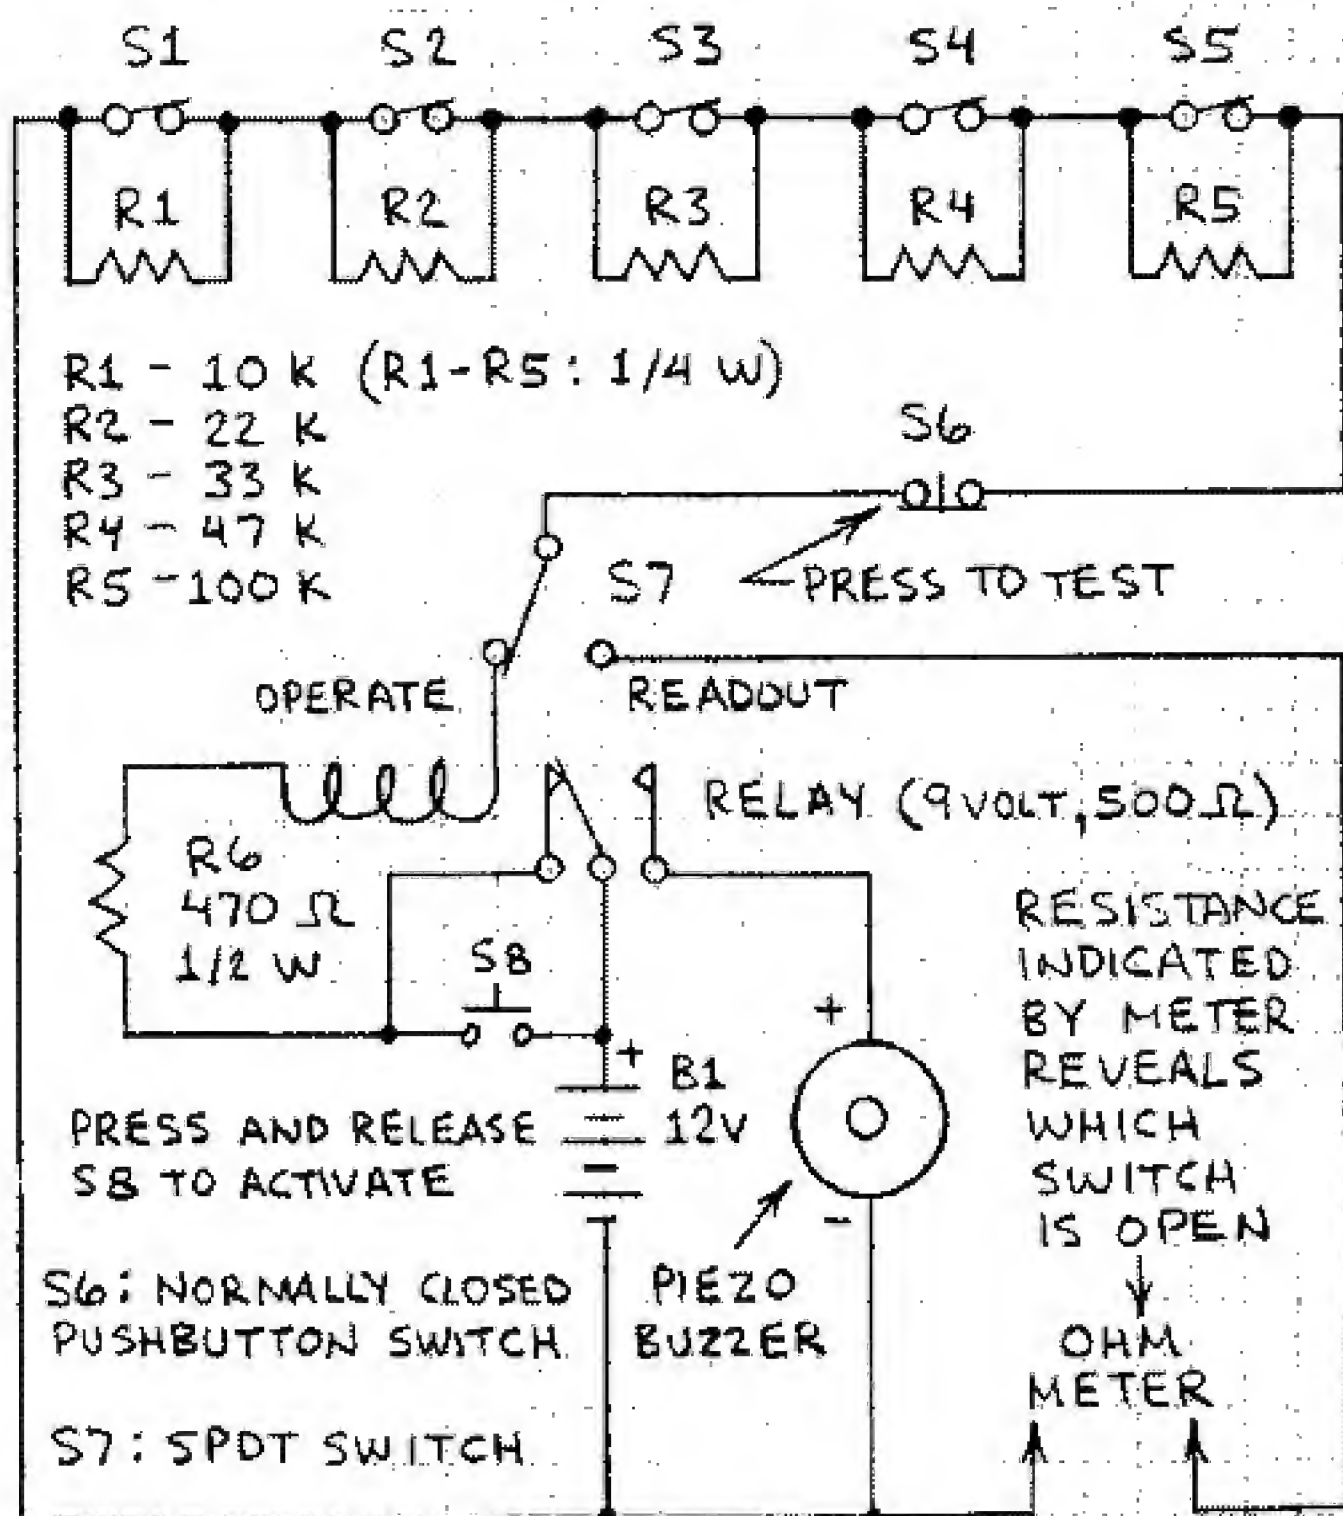 S1 S2 S3 S4 S5
R1 R2 R3 R4 R5
R1 - 10 K (R1-R5: 1/4 W)
R2 - 22 K
R3 - 33 K
R4 - 47 K
R5 - 100 K
S6
PRESS TO TEST
S7
OPERATE
READOUT
RELAY (9 VOLT, 500 Ω)
R6
470 Ω
1/2 W
S8
+
B1
12V
PRESS AND RELEASE
S8 TO ACTIVATE
+
-
PIEZO
BUZZER
RESISTANCE
INDICATED
BY METER
REVEALS
WHICH
SWITCH
IS OPEN
OHM
METER
S6: NORMALLY CLOSED
PUSHBUTTON SWITCH
S7: SPDT SWITCH